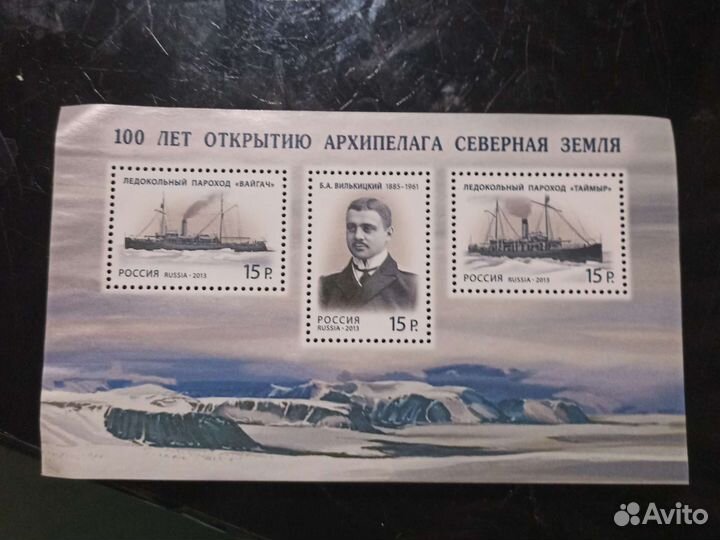 100 ЛЕТ ОТКРЫТИЮ АРХИПЕЛАГА СЕВЕРНАЯ ЗЕМЛЯ
ЛЕДОКОЛЬНЫЙ ПАРОХОД «ВАЙГАЧ»
РОССИЯ RUSSIA · 2013 15 Р.
Б.А. ВИЛЬКИЦКИЙ 1885–1961
РОССИЯ
RUSSIA · 2013 15 Р.
ЛЕДОКОЛЬНЫЙ ПАРОХОД «ТАЙМЫР»
РОССИЯ RUSSIA · 2013 15 Р.
Avito